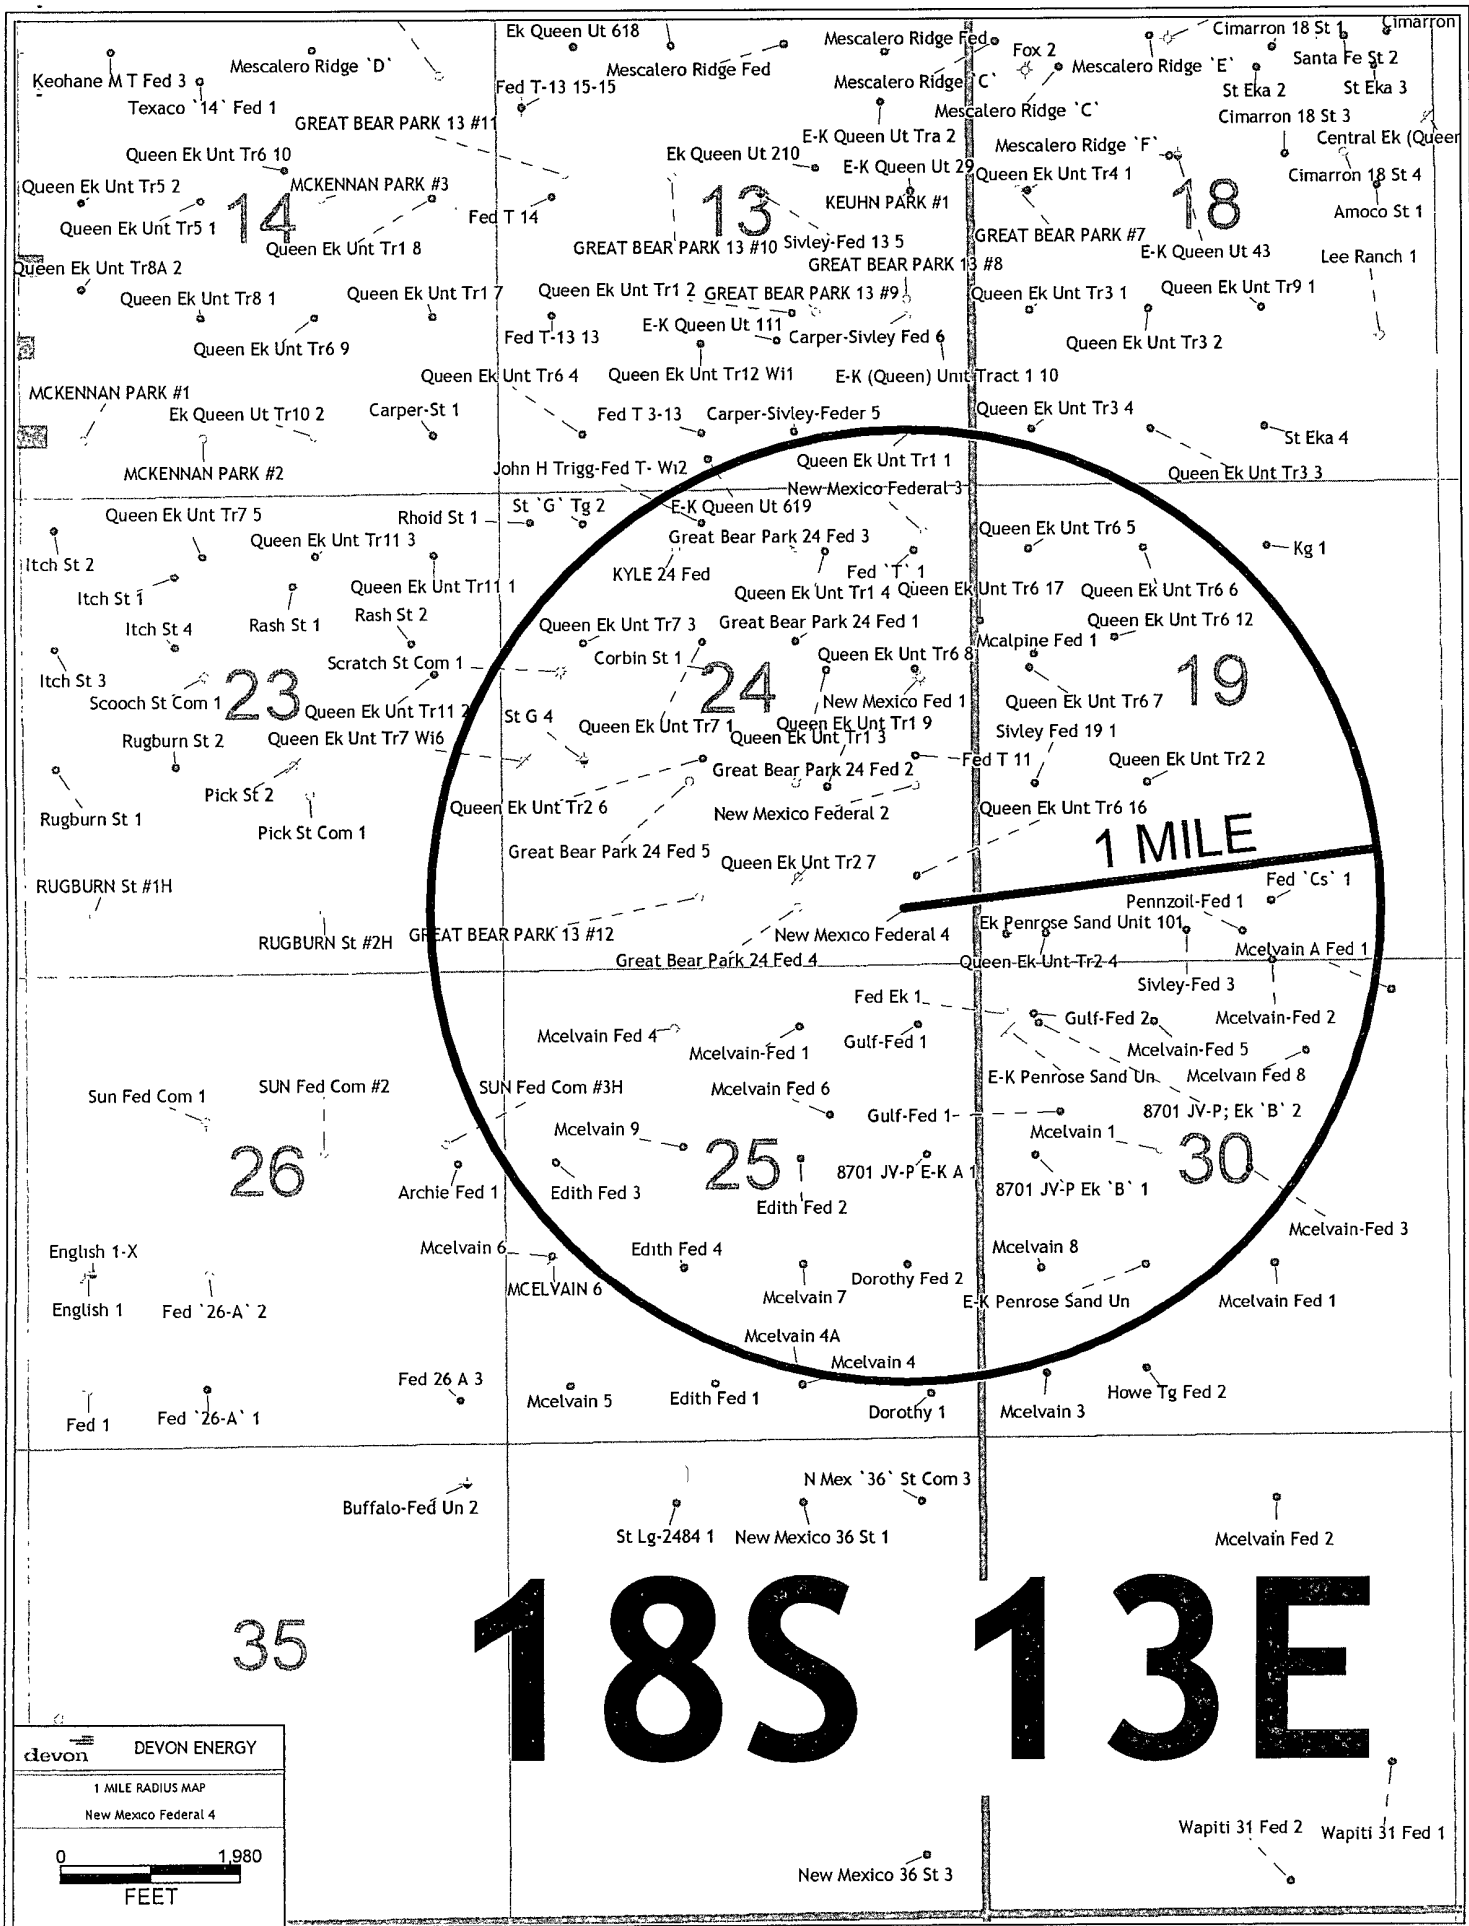 Ek Queen Ut 618
Mescalero Ridge Fed
Cimarron 18 St 1
Cimarron
Keohane M T Fed 3
Mescalero Ridge `D`
Mescalero Ridge Fed
Fox 2
Mescalero Ridge `E`
Santa Fe St 2
Texaco `14` Fed 1
Fed T-13 15-15
Mescalero Ridge `C`
St Eka 2
St Eka 3
GREAT BEAR PARK 13 #11
Mescalero Ridge `C`
Cimarron 18 St 3
E-K Queen Ut Tra 2
Mescalero Ridge `F`
Central Ek (Queer
Queen Ek Unt Tr6 10
Ek Queen Ut 210
E-K Queen Ut 29
Queen Ek Unt Tr4 1
Cimarron 18 St 4
Queen Ek Unt Tr5 2
MCKENNAN PARK #3
KEUHN PARK #1
Amoco St 1
14
13
18
Queen Ek Unt Tr5 1
Fed T 14
Queen Ek Unt Tr1 8
GREAT BEAR PARK 13 #10
Sivley-Fed 13 5
GREAT BEAR PARK #7
E-K Queen Ut 43
Lee Ranch 1
Queen Ek Unt Tr8A 2
GREAT BEAR PARK 13 #8
Queen Ek Unt Tr8 1
Queen Ek Unt Tr1 7
Queen Ek Unt Tr1 2
GREAT BEAR PARK 13 #9
Queen Ek Unt Tr3 1
Queen Ek Unt Tr9 1
Queen Ek Unt Tr6 9
Fed T-13 13
E-K Queen Ut 111
Carper-Sivley Fed 6
Queen Ek Unt Tr3 2
Queen Ek Unt Tr6 4
Queen Ek Unt Tr12 Wi1
E-K (Queen) Unit Tract 1 10
MCKENNAN PARK #1
Ek Queen Ut Tr10 2
Carper-St 1
Fed T 3-13
Carper-Sivley-Feder 5
Queen Ek Unt Tr3 4
St Eka 4
MCKENNAN PARK #2
John H Trigg-Fed T- Wi2
Queen Ek Unt Tr1 1
Queen Ek Unt Tr3 3
New Mexico Federal 3
Queen Ek Unt Tr7 5
Rhoid St 1
St `G` Tg 2
E-K Queen Ut 619
Queen Ek Unt Tr6 5
Itch St 2
Queen Ek Unt Tr11 3
Great Bear Park 24 Fed 3
Kg 1
Itch St 1
Queen Ek Unt Tr11 1
KYLE 24 Fed
Fed `T` 1
Queen Ek Unt Tr1 4
Queen Ek Unt Tr6 17
Queen Ek Unt Tr6 6
Itch St 4
Rash St 1
Rash St 2
Queen Ek Unt Tr7 3
Great Bear Park 24 Fed 1
Mcalpine Fed 1
Queen Ek Unt Tr6 12
Itch St 3
Scratch St Com 1
Corbin St 1
Queen Ek Unt Tr6 8
23
24
19
Scooch St Com 1
Queen Ek Unt Tr11 2
St G 4
New Mexico Fed 1
Queen Ek Unt Tr6 7
Queen Ek Unt Tr7 1
Queen Ek Unt Tr1 9
Rugburn St 2
Queen Ek Unt Tr7 Wi6
Queen Ek Unt Tr1 3
Sivley Fed 19 1
Pick St 2
Great Bear Park 24 Fed 2
Fed T 11
Queen Ek Unt Tr2 2
Rugburn St 1
Pick St Com 1
Queen Ek Unt Tr2 6
New Mexico Federal 2
Queen Ek Unt Tr6 16
1 MILE
Great Bear Park 24 Fed 5
Queen Ek Unt Tr2 7
RUGBURN St #1H
Fed `Cs` 1
Pennzoil-Fed 1
RUGBURN St #2H
GREAT BEAR PARK 13 #12
New Mexico Federal 4
Ek Penrose Sand Unit 101
Mcelvain A Fed 1
Great Bear Park 24 Fed 4
Queen Ek Unt Tr2 4
Sivley-Fed 3
Fed Ek 1
Gulf-Fed 2
Mcelvain-Fed 2
Mcelvain Fed 4
Mcelvain-Fed 1
Gulf-Fed 1
Mcelvain-Fed 5
Sun Fed Com 1
SUN Fed Com #2
SUN Fed Com #3H
Mcelvain Fed 6
E-K Penrose Sand Un
Mcelvain Fed 8
Gulf-Fed 1
8701 JV-P; Ek `B` 2
Mcelvain 9
Mcelvain 1
26
25
30
Archie Fed 1
Edith Fed 3
Edith Fed 2
8701 JV-P E-K A 1
8701 JV-P Ek `B` 1
Mcelvain-Fed 3
English 1-X
Mcelvain 6
Edith Fed 4
Mcelvain 8
English 1
Fed `26-A` 2
MCELVAIN 6
Mcelvain 7
Dorothy Fed 2
E-K Penrose Sand Un
Mcelvain Fed 1
Mcelvain 4A
Mcelvain 4
Fed 1
Fed `26-A` 1
Fed 26 A 3
Mcelvain 5
Edith Fed 1
Dorothy 1
Mcelvain 3
Howe Tg Fed 2
Buffalo-Fed Un 2
N Mex `36` St Com 3
St Lg-2484 1
New Mexico 36 St 1
Mcelvain Fed 2
35
18S 13E
devon
DEVON ENERGY
1 MILE RADIUS MAP
New Mexico Federal 4
0 1,980
FEET
New Mexico 36 St 3
Wapiti 31 Fed 2
Wapiti 31 Fed 1